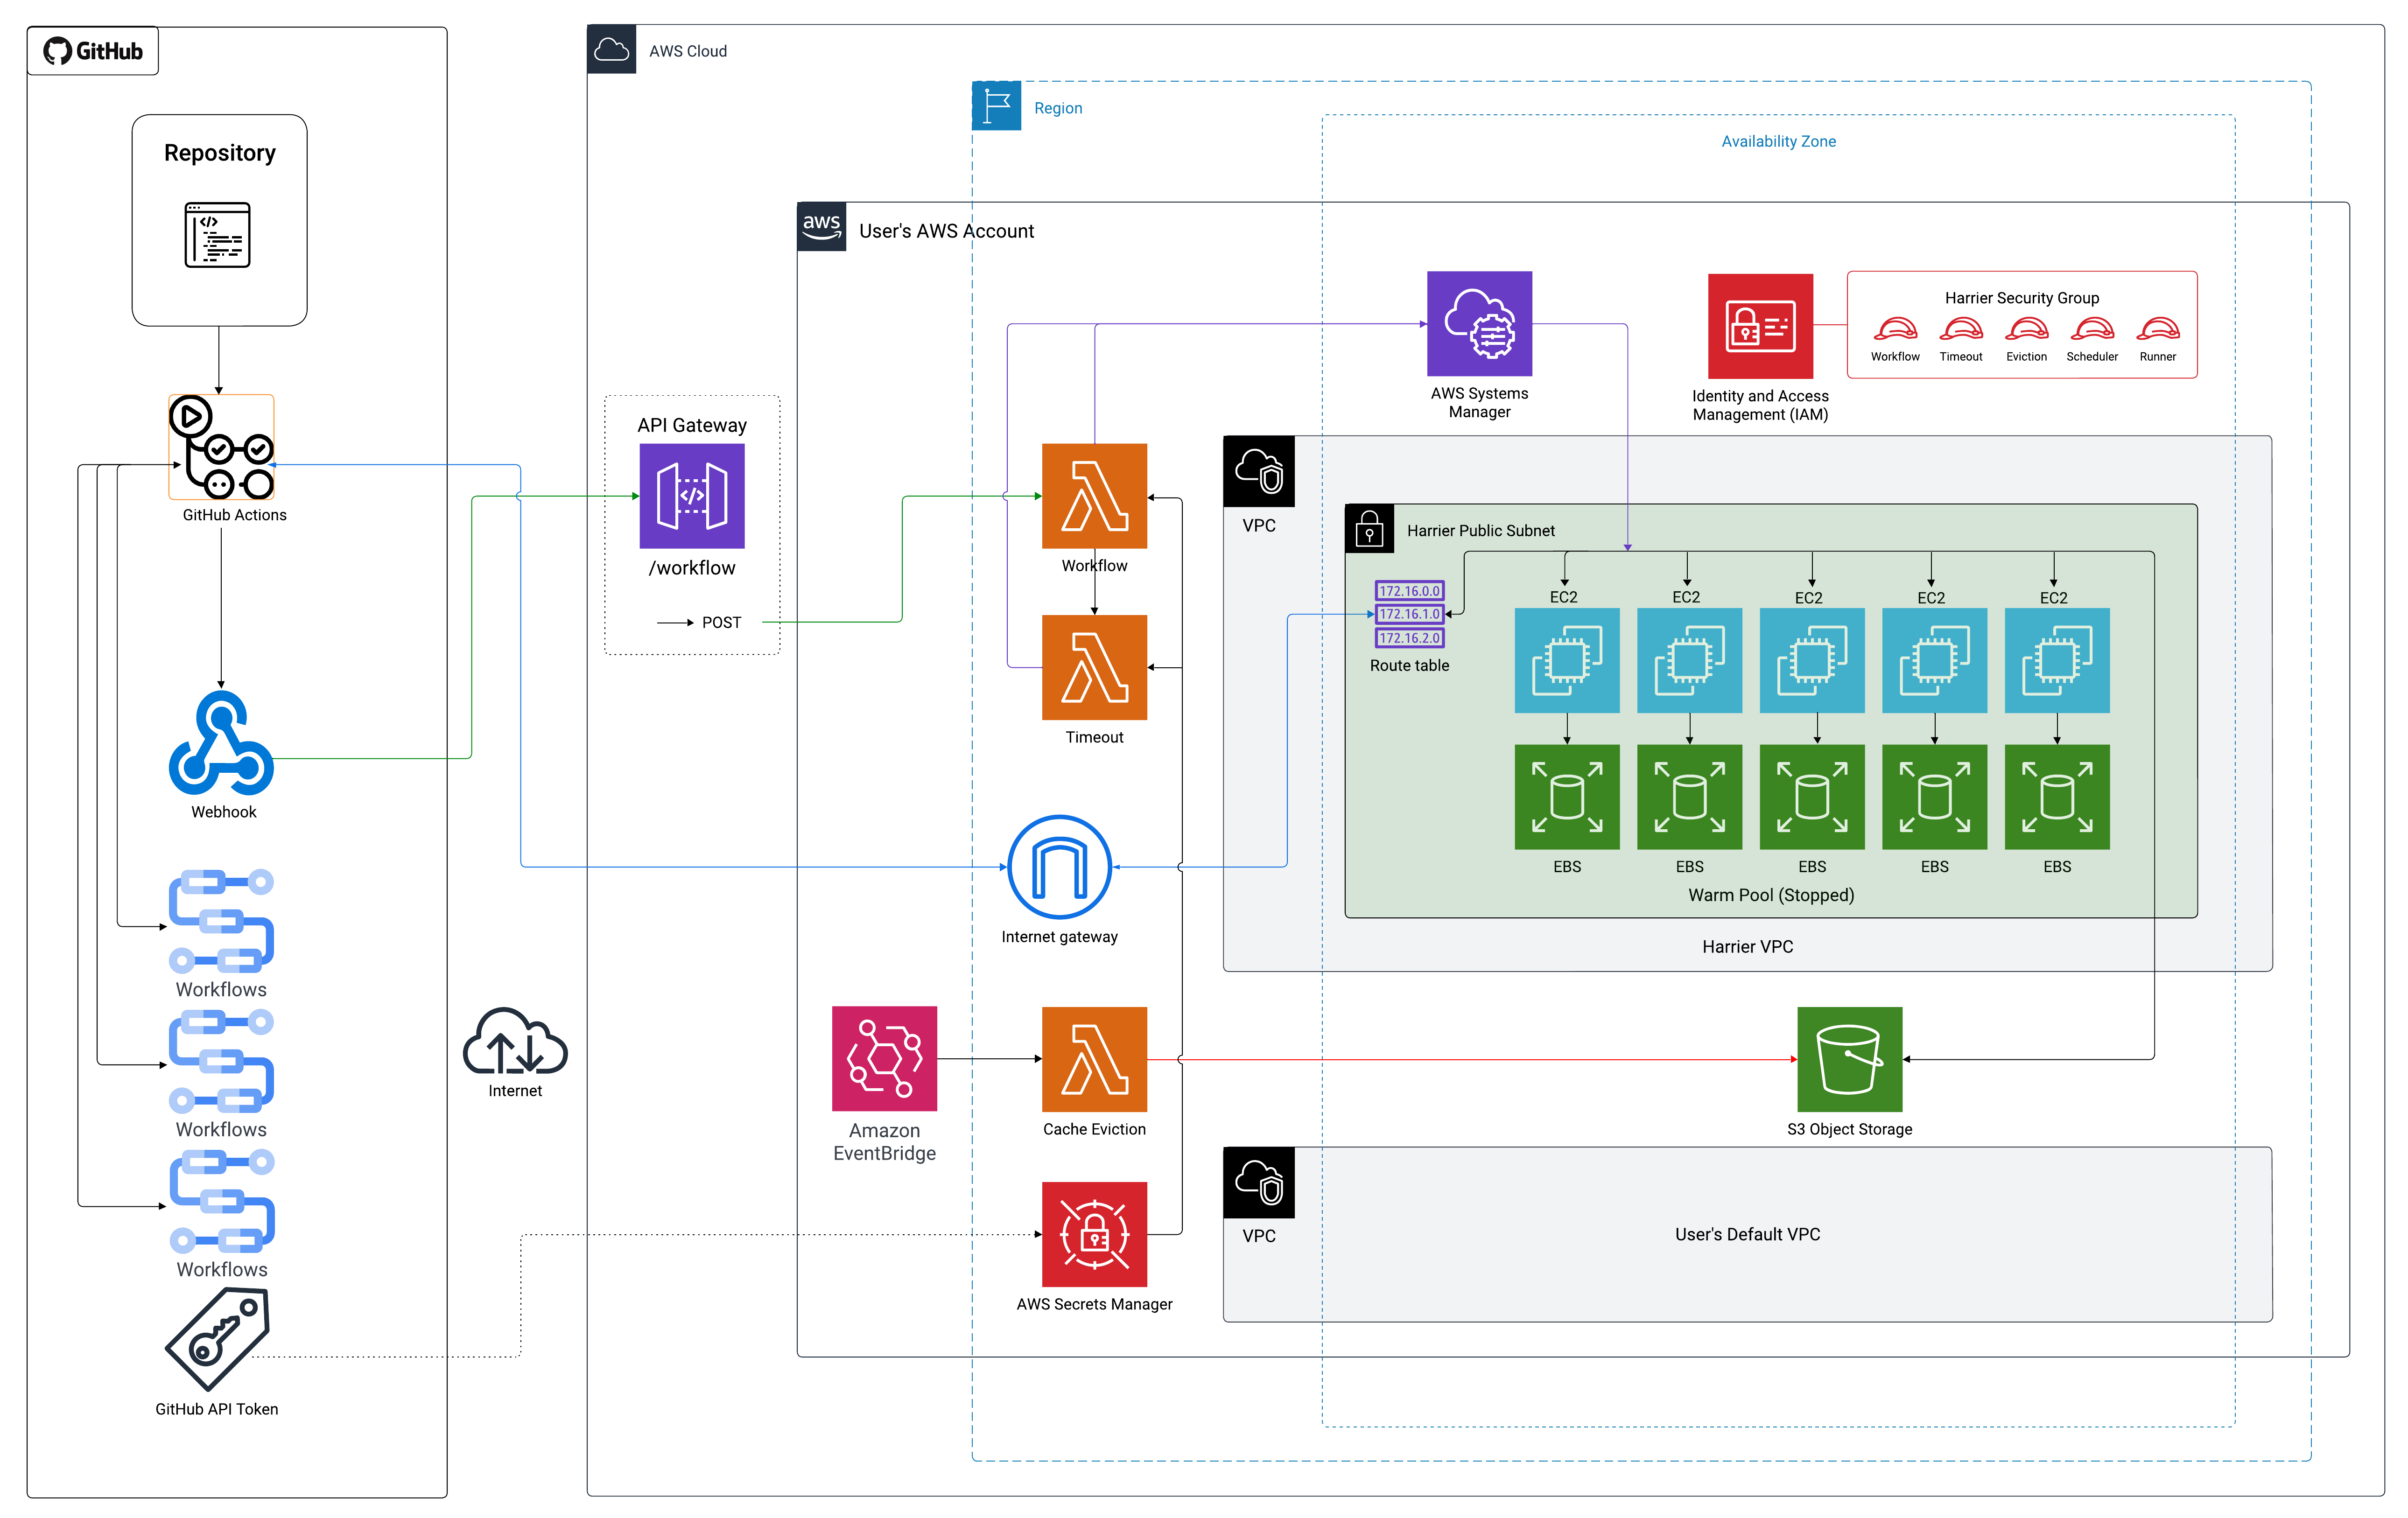 GitHub
Repository
</>
GitHub Actions
Webhook
Workflows
Workflows
Workflows
GitHub API Token
Internet
AWS Cloud
Region
Availability Zone
aws
User's AWS Account
API Gateway
</>
/workflow
POST
Workflow
Timeout
Internet gateway
Amazon
EventBridge
Cache Eviction
AWS Secrets Manager
AWS Systems
Manager
Identity and Access
Management (IAM)
Harrier Security Group
Workflow
Timeout
Eviction
Scheduler
Runner
VPC
Harrier Public Subnet
172.16.0.0
172.16.1.0
172.16.2.0
Route table
EC2
EC2
EC2
EC2
EC2
EBS
EBS
EBS
EBS
EBS
Warm Pool (Stopped)
Harrier VPC
S3 Object Storage
VPC
User's Default VPC